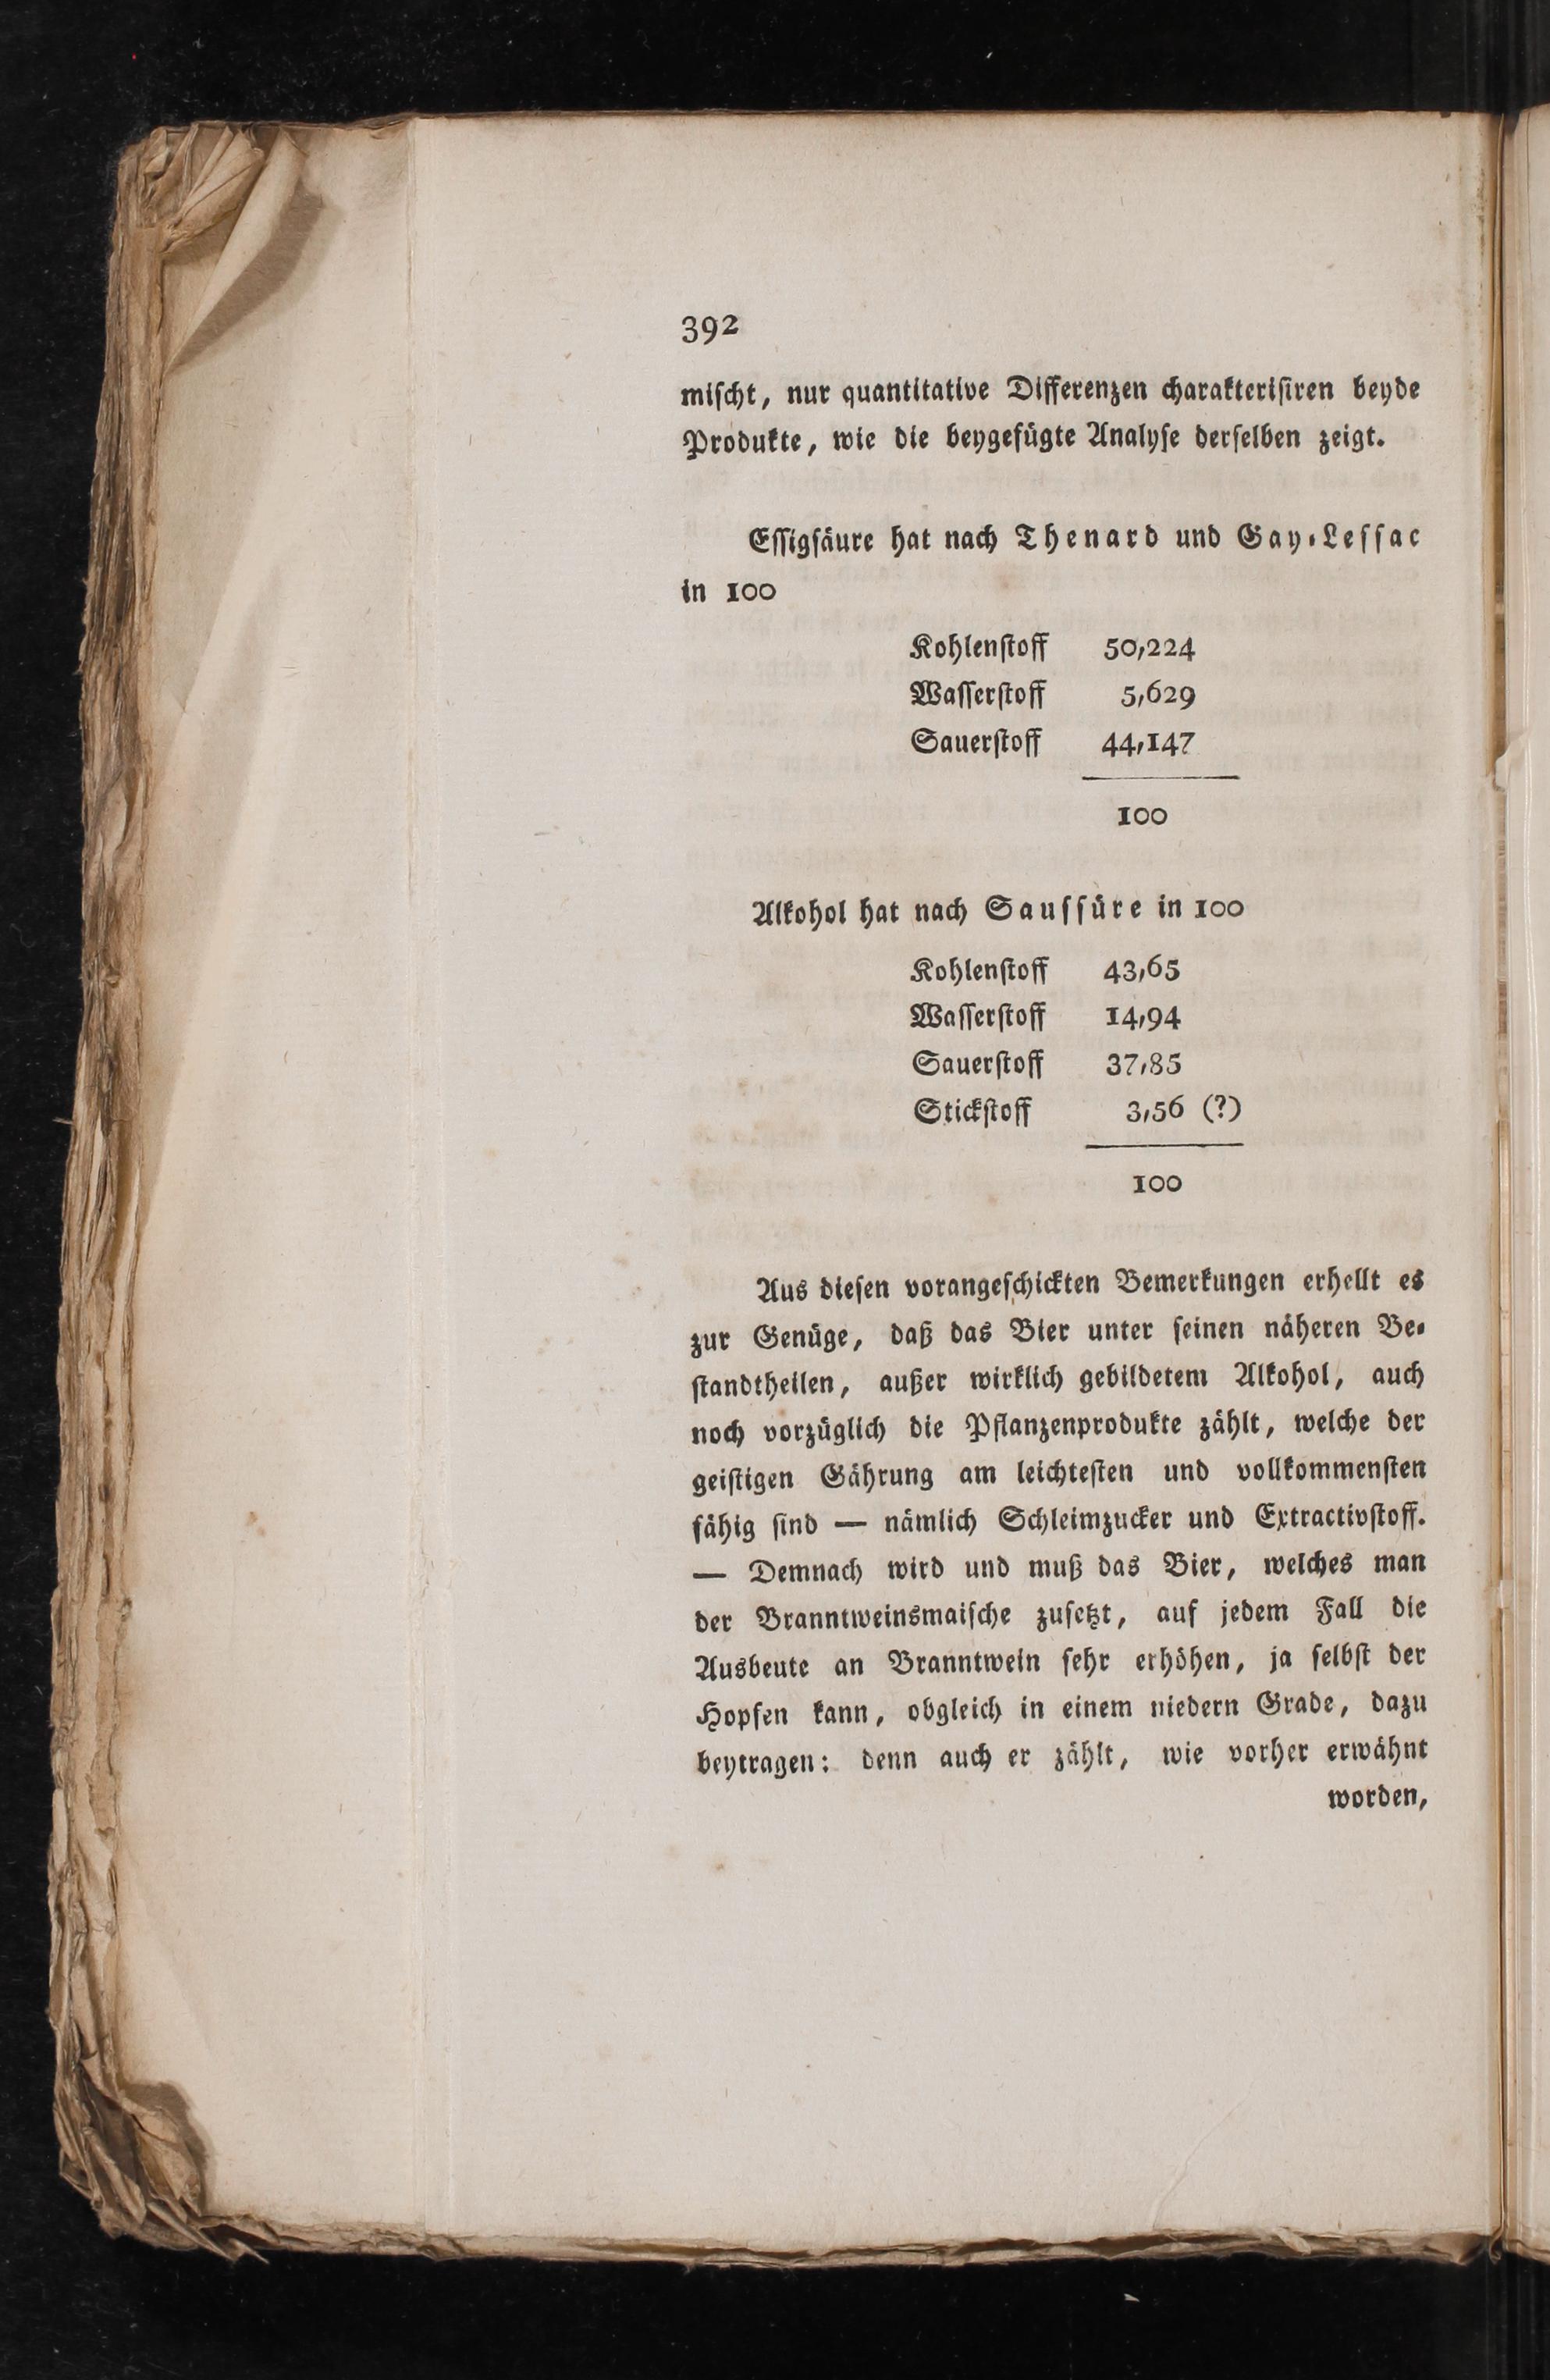 392
miſcht, nur quantitative Differenzen charakteriſiren beyde
Produkte, wie die beygefügte Analyſe derſelben zeigt.
Eſſigſäure hat nach Thenard und Gay-Leſſac
in 100
Kohlenſtoff 50,224
Waſſerſtoff 5,629
Sauerſtoff 44,147
100
Alkohol hat nach Sauſſüre in 100
Kohlenſtoff 43,65
Waſſerſtoff 14,94
Sauerſtoff 37,85
Stickſtoff 3,56 (?)
100
Aus dieſen vorangeſchickten Bemerkungen erhellt es
zur Genüge, daß das Bier unter ſeinen näheren Be-
ſtandtheilen, außer wirklich gebildetem Alkohol, auch
noch vorzüglich die Pflanzenprodukte zählt, welche der
geiſtigen Gährung am leichteſten und vollkommenſten
fähig ſind — nämlich Schleimzucker und Extractivſtoff.
— Demnach wird und muß das Bier, welches man
der Branntweinsmaiſche zuſetzt, auf jedem Fall die
Ausbeute an Branntwein ſehr erhöhen, ja ſelbſt der
Hopfen kann, obgleich in einem niedern Grade, dazu
beytragen: denn auch er zählt, wie vorher erwähnt
worden,